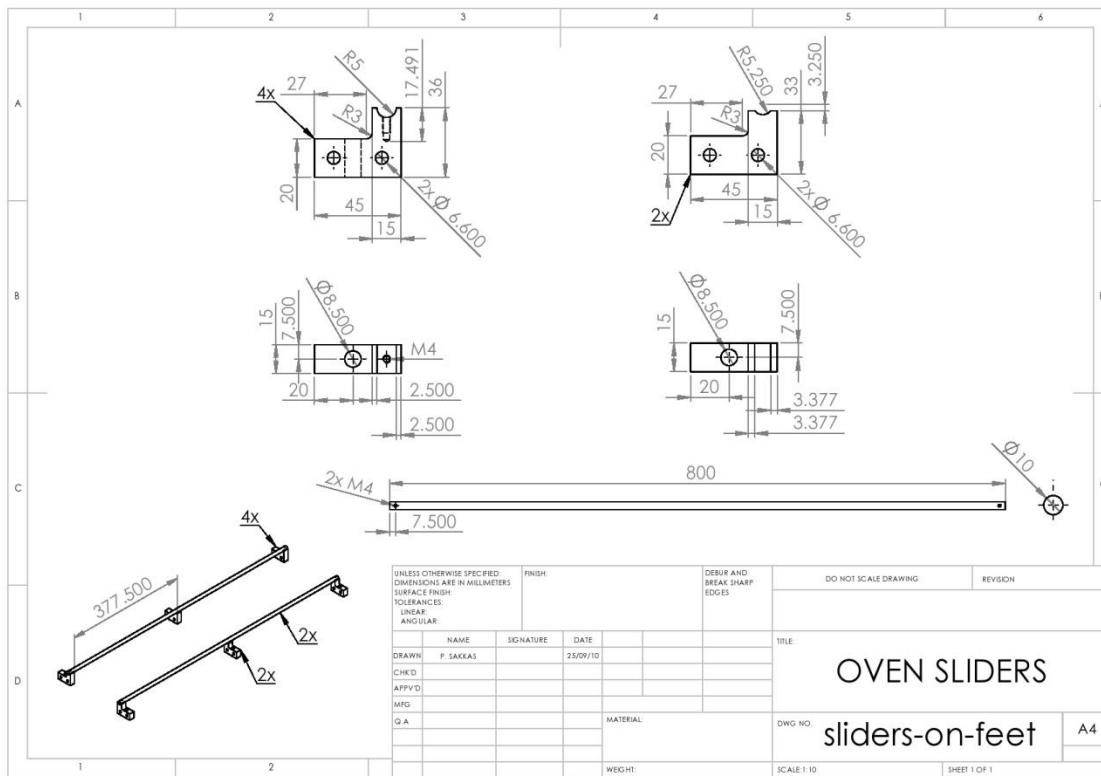 1 2 3 4 5 6
A
R5
17.491
36
27
4x
R3
20
45
15
2x Ø 6.600
R5.250
3.250
33
27
R3
20
2x
45
15
2x Ø 6.600
B
Ø8.500
15
7.500
M4
20
2.500
2.500
Ø8.500
15
7.500
20
3.377
3.377
C
800
2x M4
7.500
Ø10
4x
377.500
2x
2x
D
UNLESS OTHERWISE SPECIFIED:
DIMENSIONS ARE IN MILLIMETERS
SURFACE FINISH:
TOLERANCES:
LINEAR:
ANGULAR:
FINISH:
DEBUR AND
BREAK SHARP
EDGES
DO NOT SCALE DRAWING
REVISION
NAME SIGNATURE DATE
DRAWN P. SAKKAS 25/09/10
CHK'D
APPV'D
MFG
Q.A
MATERIAL:
WEIGHT:
TITLE:
OVEN SLIDERS
DWG NO.
sliders-on-feet
A4
SCALE:1:10
SHEET 1 OF 1
1 2